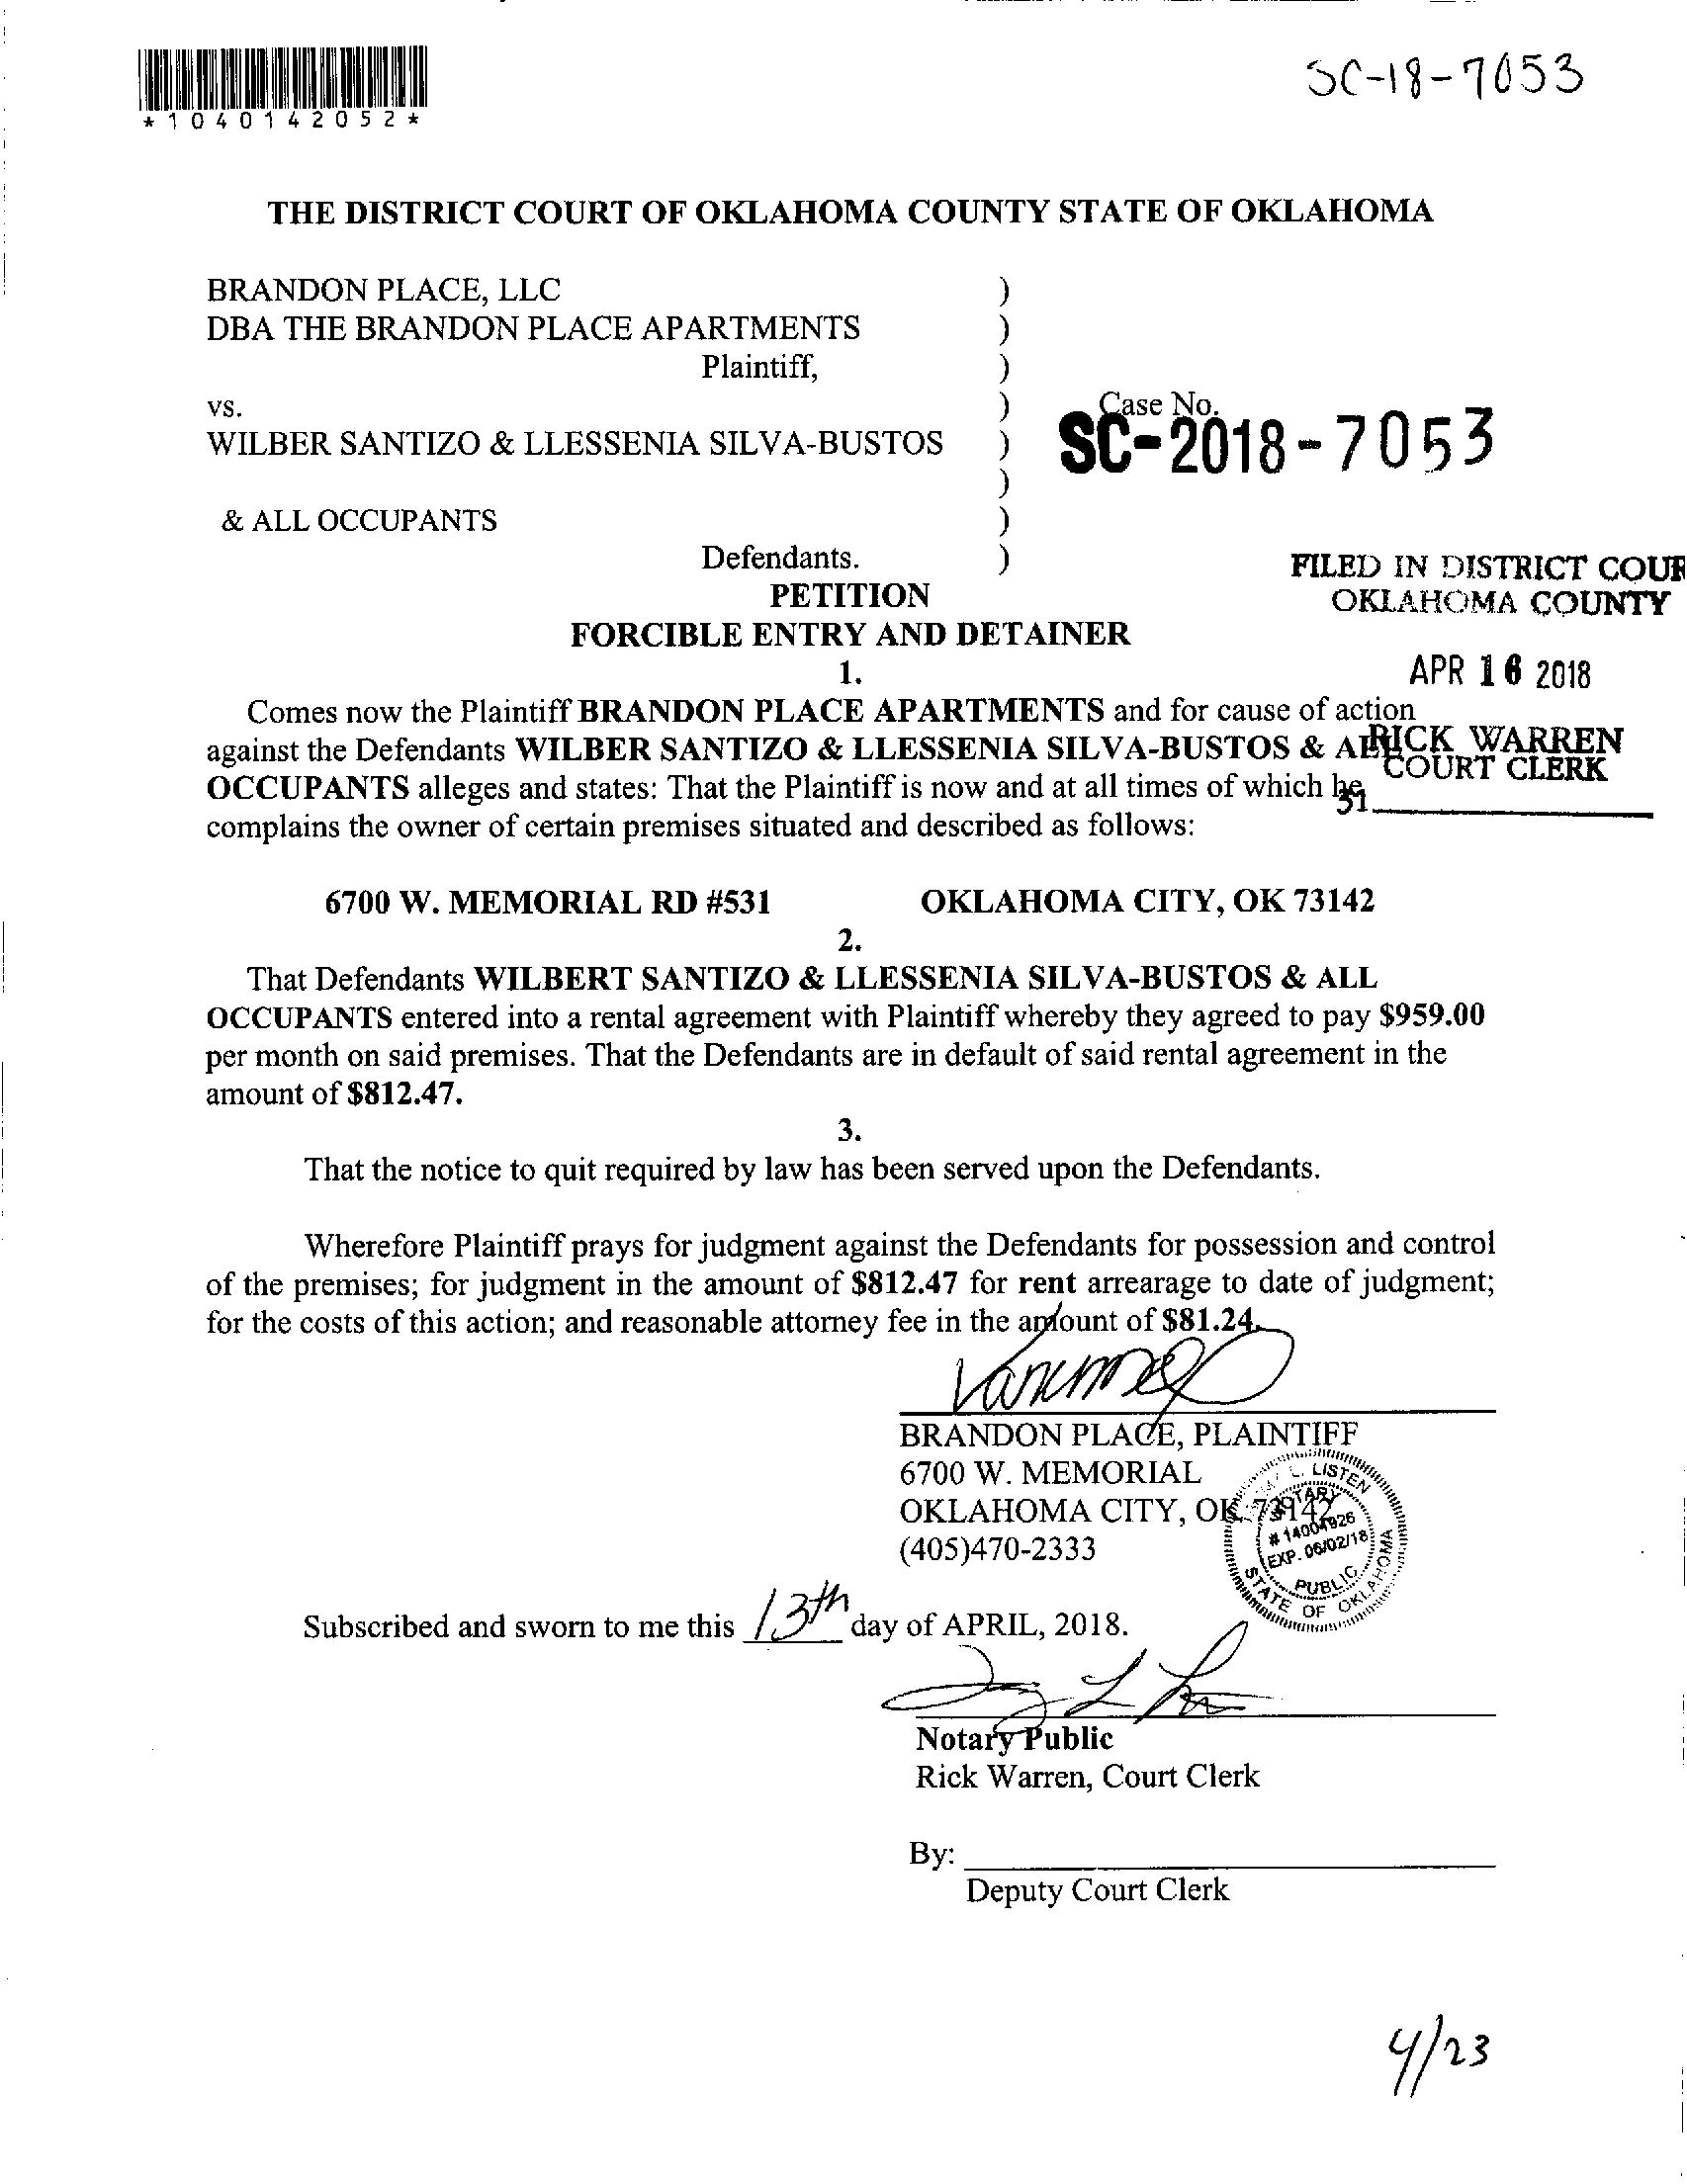 *1040142052*
SC-18-7053
THE DISTRICT COURT OF OKLAHOMA COUNTY STATE OF OKLAHOMA
BRANDON PLACE, LLC )
DBA THE BRANDON PLACE APARTMENTS )
Plaintiff, )
vs. ) Case No.
WILBER SANTIZO & LLESSENIA SILVA-BUSTOS ) SC-2018-7053
)
& ALL OCCUPANTS )
Defendants. )
FILED IN DISTRICT COUR
OKLAHOMA COUNTY
APR 16 2018
RICK WARREN
COURT CLERK
PETITION
FORCIBLE ENTRY AND DETAINER
1.
Comes now the Plaintiff BRANDON PLACE APARTMENTS and for cause of action
against the Defendants WILBER SANTIZO & LLESSENIA SILVA-BUSTOS &
OCCUPANTS alleges and states: That the Plaintiff is now and at all times of which he
complains the owner of certain premises situated and described as follows:
6700 W. MEMORIAL RD #531 OKLAHOMA CITY, OK 73142
2.
That Defendants WILBERT SANTIZO & LLESSENIA SILVA-BUSTOS & ALL
OCCUPANTS entered into a rental agreement with Plaintiff whereby they agreed to pay $959.00
per month on said premises. That the Defendants are in default of said rental agreement in the
amount of $812.47.
3.
That the notice to quit required by law has been served upon the Defendants.
Wherefore Plaintiff prays for judgment against the Defendants for possession and control
of the premises; for judgment in the amount of $812.47 for rent arrearage to date of judgment;
for the costs of this action; and reasonable attorney fee in the amount of $81.24.
BRANDON PLACE, PLAINTIFF
6700 W. MEMORIAL
OKLAHOMA CITY, OK 73142
(405)470-2333
L. LISTEN
NOTARY
# 14004926
EXP. 06/02/18
PUBLIC
STATE OF OKLAHOMA
Subscribed and sworn to me this 13th day of APRIL, 2018.
Notary Public
Rick Warren, Court Clerk
By:
Deputy Court Clerk
4/23